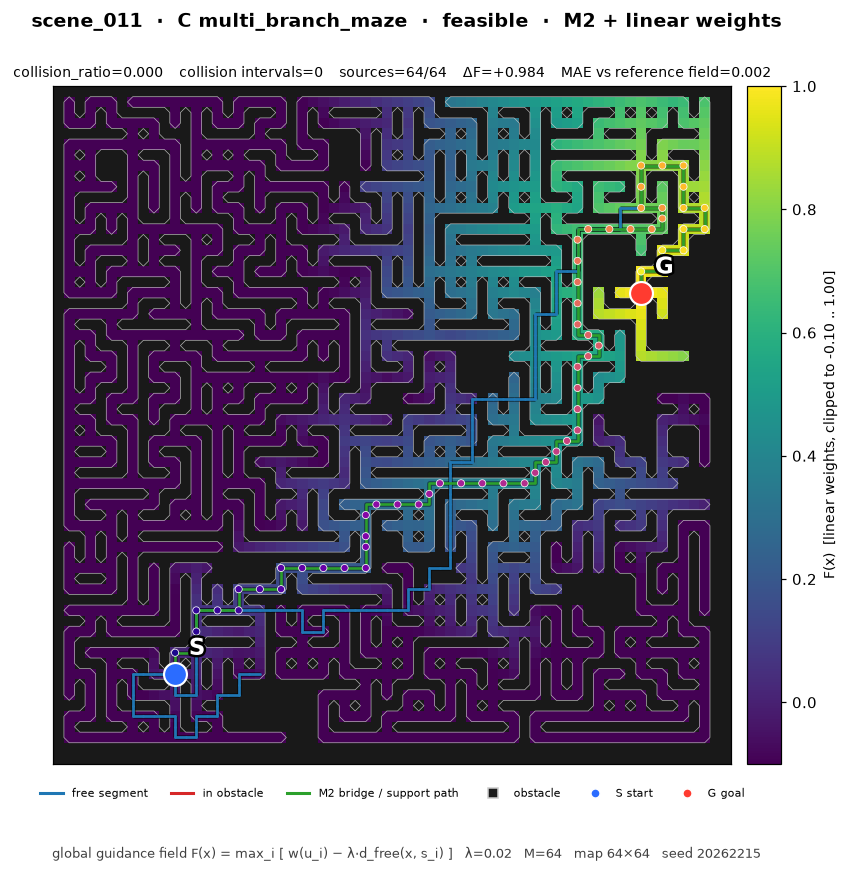 scene_011 · C multi_branch_maze · feasible · M2 + linear weights
collision_ratio=0.000 collision intervals=0 sources=64/64 ΔF=+0.984 MAE vs reference field=0.002
1.0
0.8
0.6
0.4
0.2
0.0
F(x) [linear weights, clipped to -0.10 .. 1.00]
G
S
free segment in obstacle M2 bridge / support path obstacle S start G goal
global guidance field F(x) = max_i [ w(u_i) − λ·d_free(x, s_i) ] λ=0.02 M=64 map 64×64 seed 20262215